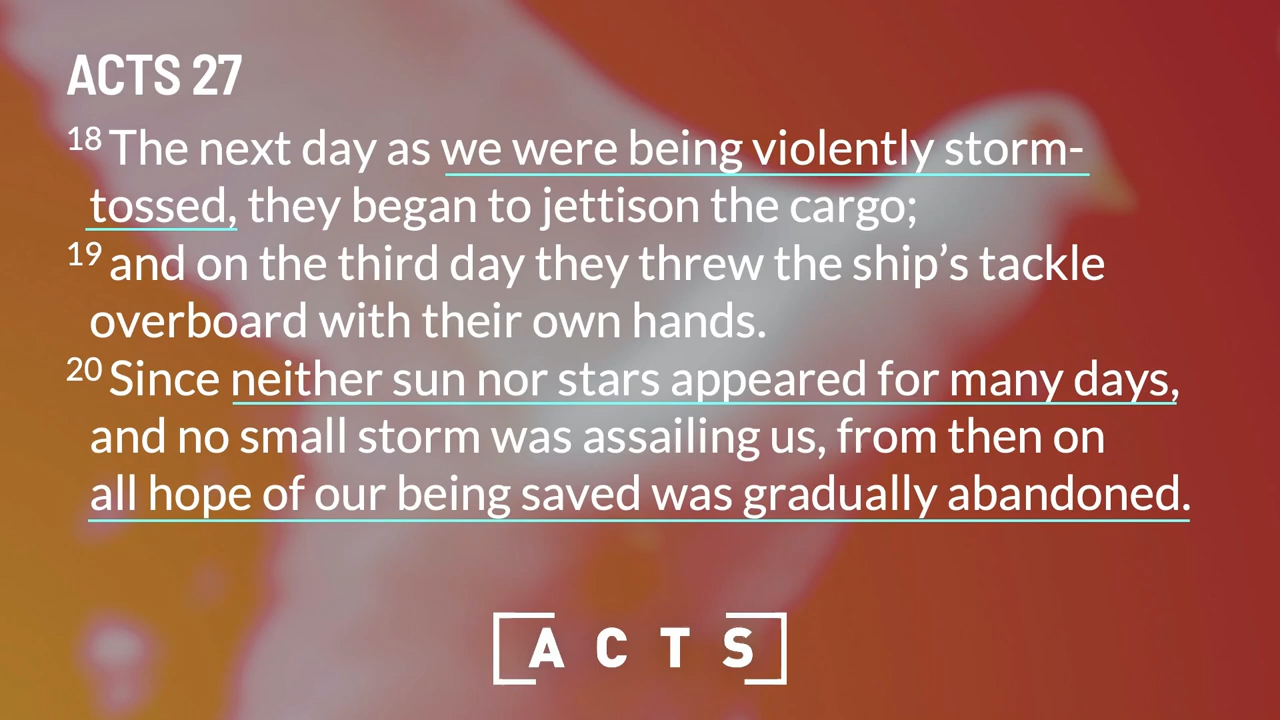 ACTS 27
18 The next day as we were being violently storm-
tossed, they began to jettison the cargo;
19 and on the third day they threw the ship’s tackle
overboard with their own hands.
20 Since neither sun nor stars appeared for many days,
and no small storm was assailing us, from then on
all hope of our being saved was gradually abandoned.
ACTS